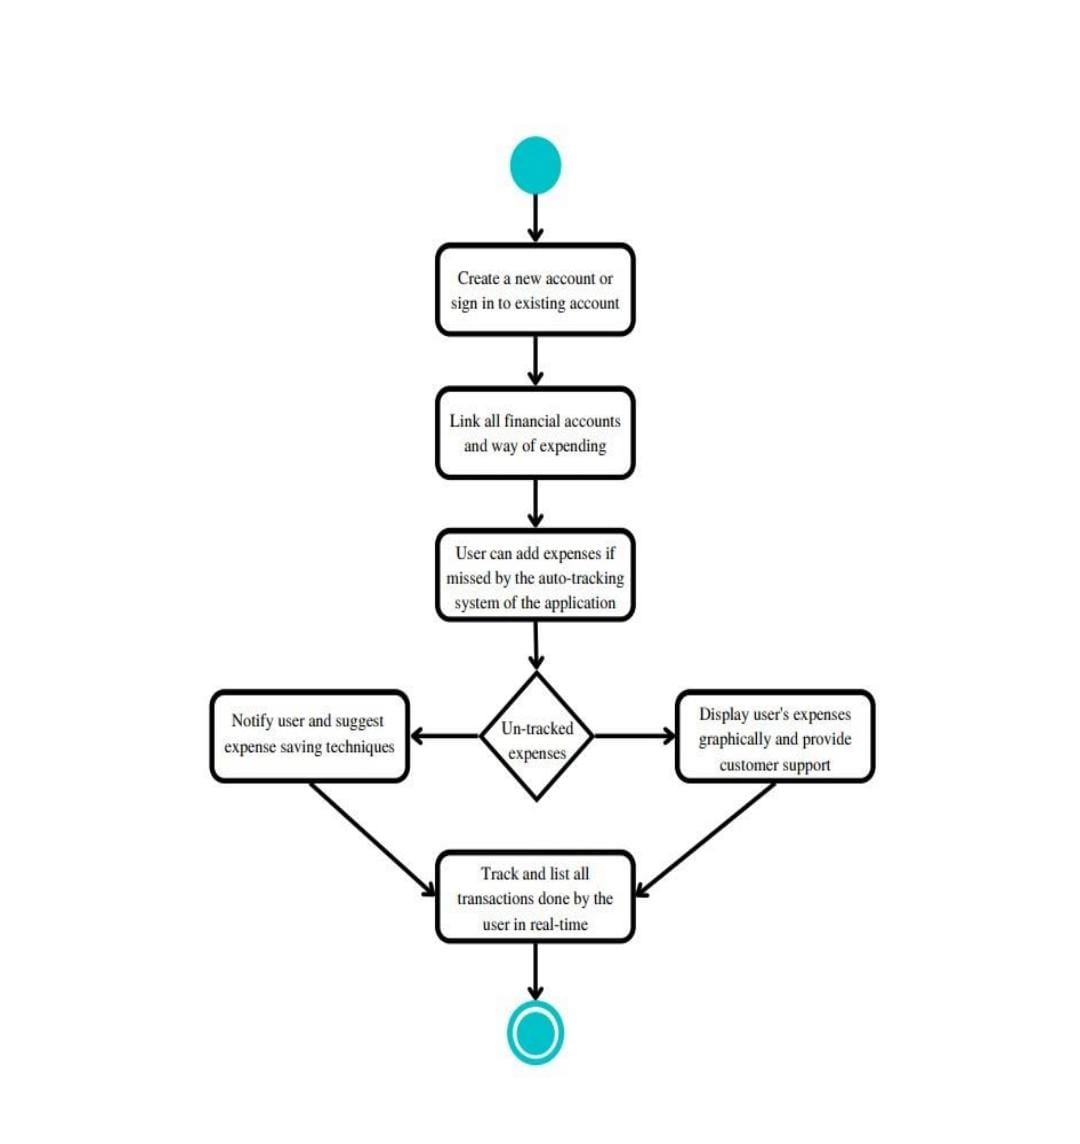 Create a new account or
sign in to existing account
Link all financial accounts
and way of expending
User can add expenses if
missed by the auto-tracking
system of the application
Un-tracked
expenses
Notify user and suggest
expense saving techniques
Display user's expenses
graphically and provide
customer support
Track and list all
transactions done by the
user in real-time